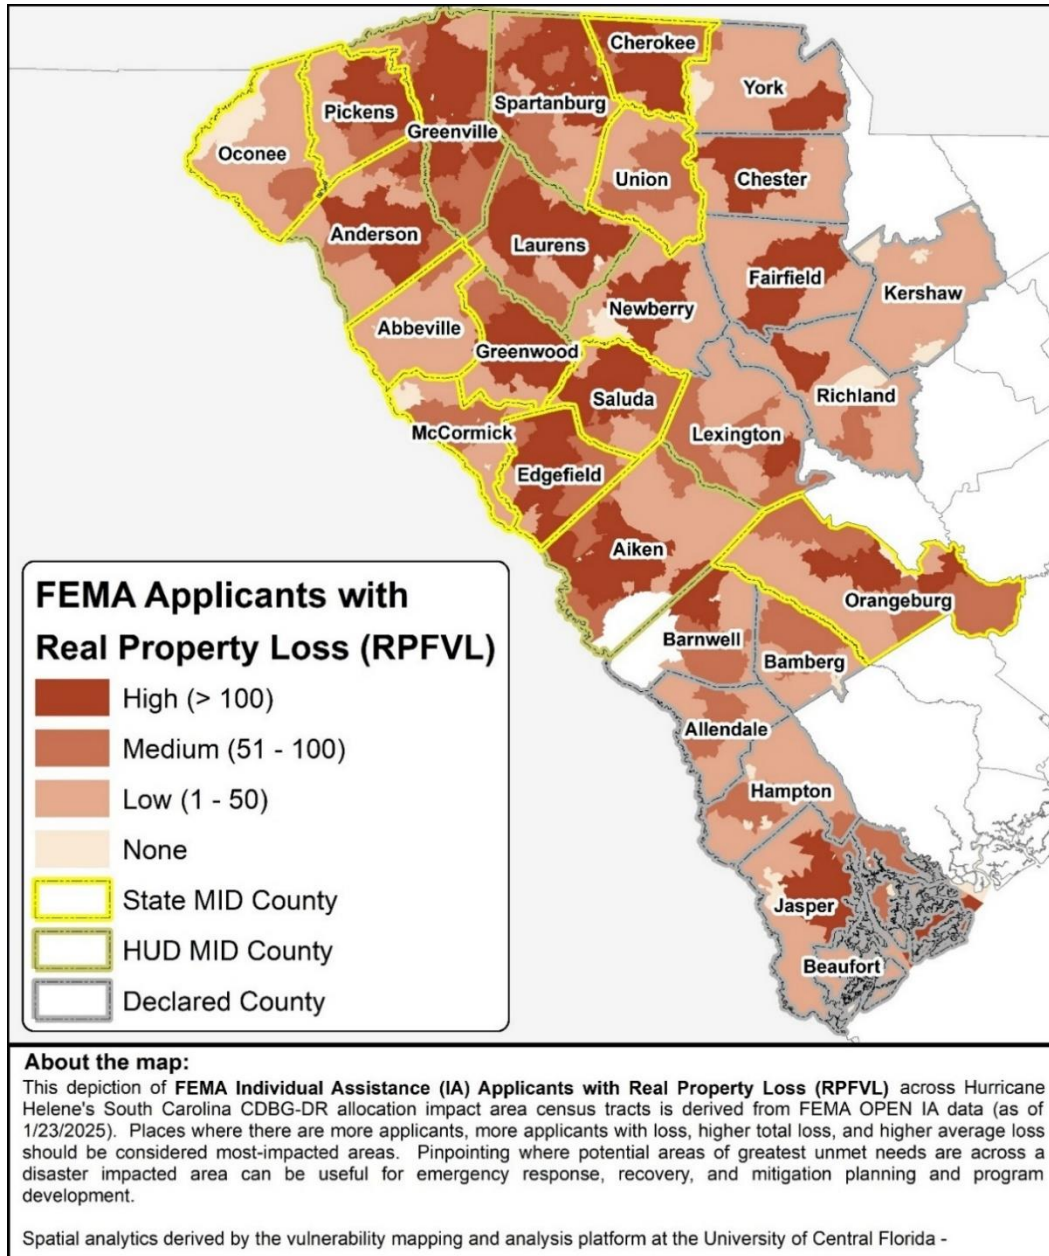 Cherokee
York
Pickens
Spartanburg
Greenville
Oconee
Union
Chester
Anderson
Laurens
Fairfield
Kershaw
Newberry
Abbeville
Greenwood
Saluda
Richland
McCormick
Lexington
Edgefield
Aiken
Orangeburg
Barnwell
Bamberg
Allendale
Hampton
Jasper
Beaufort
FEMA Applicants with
Real Property Loss (RPFVL)
High (> 100)
Medium (51 - 100)
Low (1 - 50)
None
State MID County
HUD MID County
Declared County
About the map:
This depiction of FEMA Individual Assistance (IA) Applicants with Real Property Loss (RPFVL) across Hurricane
Helene's South Carolina CDBG-DR allocation impact area census tracts is derived from FEMA OPEN IA data (as of
1/23/2025). Places where there are more applicants, more applicants with loss, higher total loss, and higher average loss
should be considered most-impacted areas. Pinpointing where potential areas of greatest unmet needs are across a
disaster impacted area can be useful for emergency response, recovery, and mitigation planning and program
development.
Spatial analytics derived by the vulnerability mapping and analysis platform at the University of Central Florida -